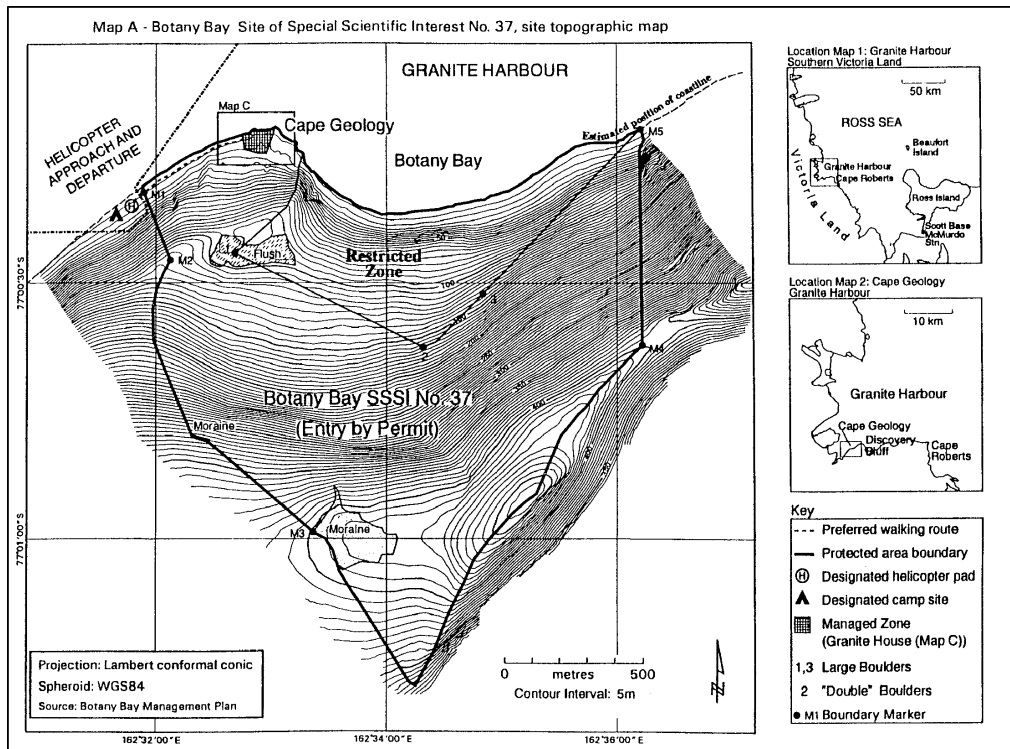 Map A - Botany Bay Site of Special Scientific Interest No. 37, site topographic map
GRANITE HARBOUR
Map C
Cape Geology
Botany Bay
Estimated position of coastline
M5
HELICOPTER
APPROACH AND
DEPARTURE
M1
H
M2
1
Flush
Restricted
Zone
100
3
2
M4
400
Botany Bay SSSI No. 37
(Entry by Permit)
Moraine
M3
Moraine
77°00'30" S
77°01'00" S
162°32'00" E
162°34'00" E
162°36'00" E
Projection: Lambert conformal conic
Spheroid: WGS84
Source: Botany Bay Management Plan
0 metres 500
Contour Interval: 5m
N
Location Map 1: Granite Harbour
Southern Victoria Land
50 km
ROSS SEA
Beaufort
Island
Granite Harbour
Cape Roberts
Victoria Land
Ross Island
Scott Base
McMurdo
Stn.
Location Map 2: Cape Geology
Granite Harbour
10 km
Granite Harbour
Cape Geology
Discovery
Bluff
Cape
Roberts
Key
Preferred walking route
Protected area boundary
H Designated helicopter pad
Designated camp site
Managed Zone
(Granite House (Map C))
1,3 Large Boulders
2 "Double" Boulders
M1 Boundary Marker